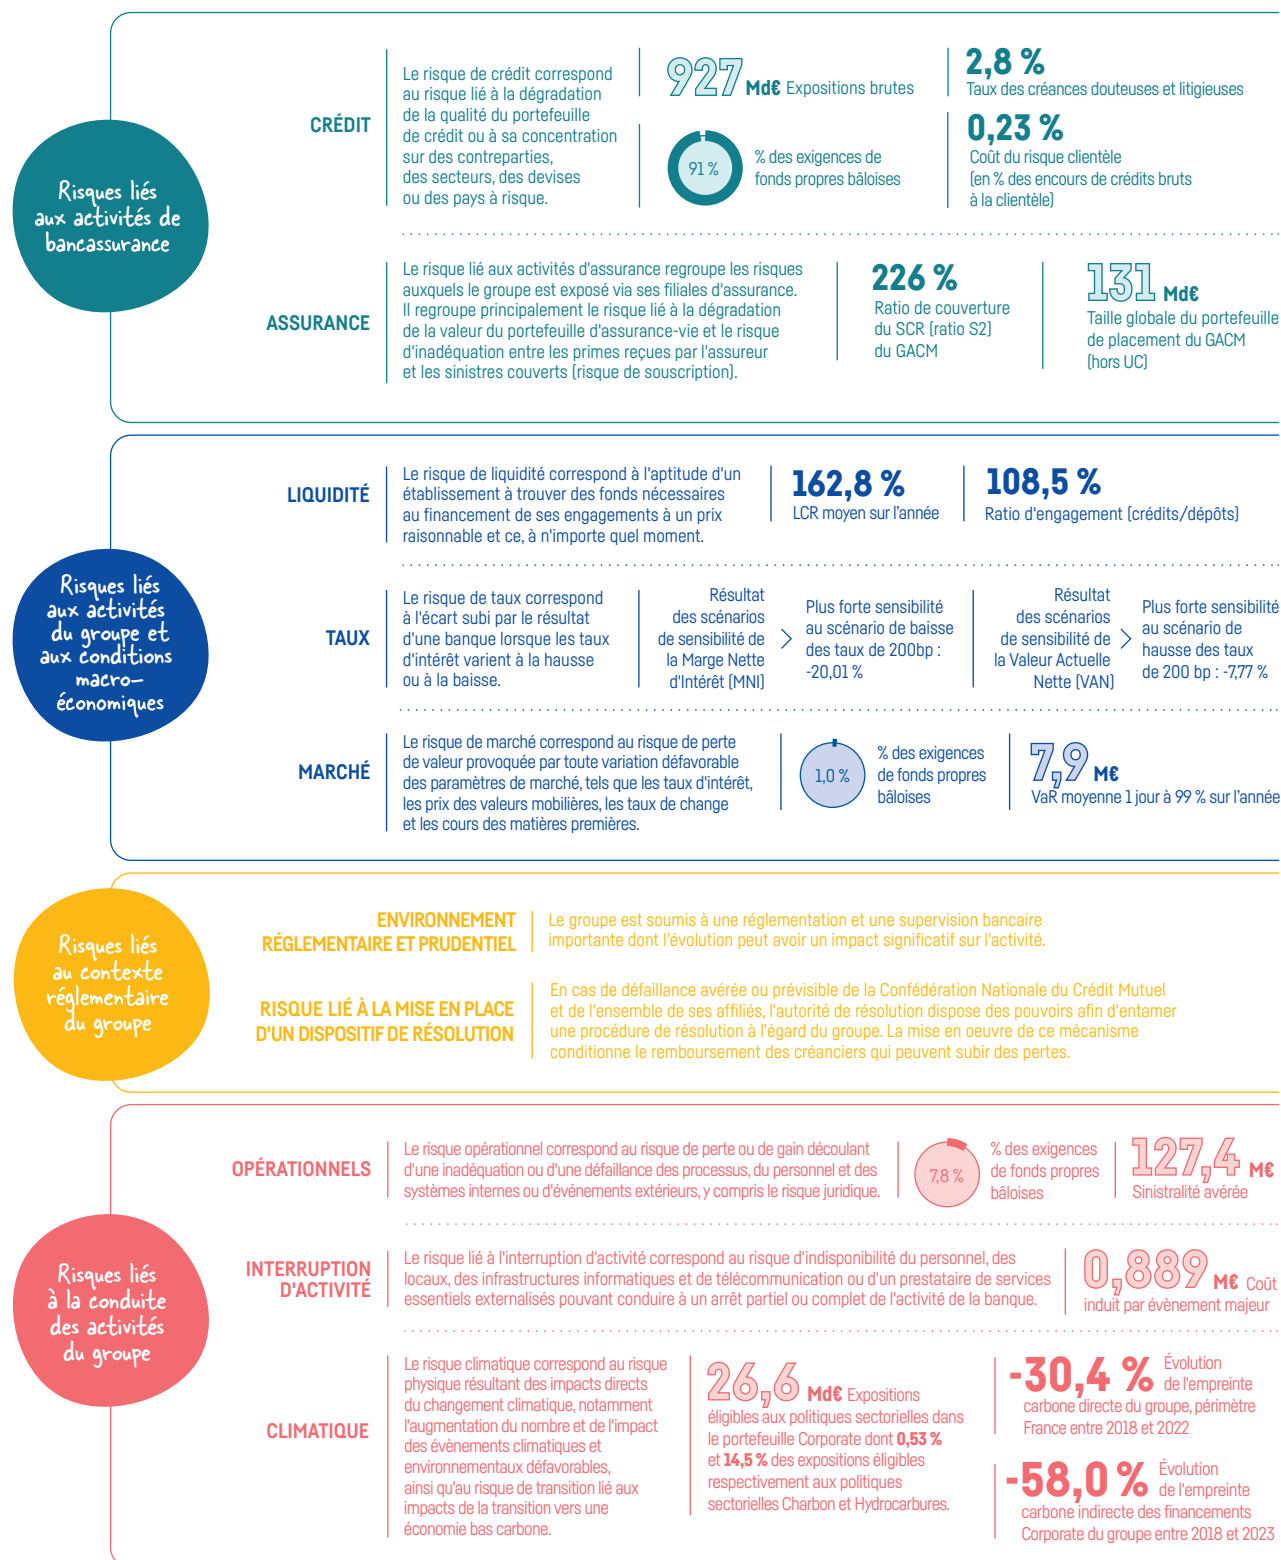 Risques liés
aux activités de
bancassurance
CRÉDIT
Le risque de crédit correspond
au risque lié à la dégradation
de la qualité du portefeuille
de crédit ou à sa concentration
sur des contreparties,
des secteurs, des devises
ou des pays à risque.
927 Md€ Expositions brutes
91 %
% des exigences de
fonds propres bâloises
2,8 %
Taux des créances douteuses et litigieuses
0,23 %
Coût du risque clientèle
(en % des encours de crédits bruts
à la clientèle)
ASSURANCE
Le risque lié aux activités d'assurance regroupe les risques
auxquels le groupe est exposé via ses filiales d'assurance.
Il regroupe principalement le risque lié à la dégradation
de la valeur du portefeuille d'assurance-vie et le risque
d'inadéquation entre les primes reçues par l'assureur
et les sinistres couverts (risque de souscription).
226 %
Ratio de couverture
du SCR (ratio S2)
du GACM
131 Md€
Taille globale du portefeuille
de placement du GACM
(hors UC)
Risques liés
aux activités
du groupe et
aux conditions
macro-
économiques
LIQUIDITÉ
Le risque de liquidité correspond à l'aptitude d'un
établissement à trouver des fonds nécessaires
au financement de ses engagements à un prix
raisonnable et ce, à n'importe quel moment.
162,8 %
LCR moyen sur l'année
108,5 %
Ratio d'engagement (crédits/dépôts)
TAUX
Le risque de taux correspond
à l'écart subi par le résultat
d'une banque lorsque les taux
d'intérêt varient à la hausse
ou à la baisse.
Résultat
des scénarios
de sensibilité de
la Marge Nette
d'Intérêt (MNI)
Plus forte sensibilité
au scénario de baisse
des taux de 200bp :
-20,01 %
Résultat
des scénarios
de sensibilité de
la Valeur Actuelle
Nette (VAN)
Plus forte sensibilité
au scénario de
hausse des taux
de 200 bp : -7,77 %
MARCHÉ
Le risque de marché correspond au risque de perte
de valeur provoquée par toute variation défavorable
des paramètres de marché, tels que les taux d'intérêt,
les prix des valeurs mobilières, les taux de change
et les cours des matières premières.
1,0 %
% des exigences
de fonds propres
bâloises
7,9 M€
VaR moyenne 1 jour à 99 % sur l'année
Risques liés
au contexte
réglementaire
du groupe
ENVIRONNEMENT
RÉGLEMENTAIRE ET PRUDENTIEL
Le groupe est soumis à une réglementation et une supervision bancaire
importante dont l'évolution peut avoir un impact significatif sur l'activité.
RISQUE LIÉ À LA MISE EN PLACE
D'UN DISPOSITIF DE RÉSOLUTION
En cas de défaillance avérée ou prévisible de la Confédération Nationale du Crédit Mutuel
et de l'ensemble de ses affiliés, l'autorité de résolution dispose des pouvoirs afin d'entamer
une procédure de résolution à l'égard du groupe. La mise en oeuvre de ce mécanisme
conditionne le remboursement des créanciers qui peuvent subir des pertes.
Risques liés
à la conduite
des activités
du groupe
OPÉRATIONNELS
Le risque opérationnel correspond au risque de perte ou de gain découlant
d'une inadéquation ou d'une défaillance des processus, du personnel et des
systèmes internes ou d'événements extérieurs, y compris le risque juridique.
7,8 %
% des exigences
de fonds propres
bâloises
127,4 M€
Sinistralité avérée
INTERRUPTION
D'ACTIVITÉ
Le risque lié à l'interruption d'activité correspond au risque d'indisponibilité du personnel, des
locaux, des infrastructures informatiques et de télécommunication ou d'un prestataire de services
essentiels externalisés pouvant conduire à un arrêt partiel ou complet de l'activité de la banque.
0,889 M€ Coût
induit par évènement majeur
CLIMATIQUE
Le risque climatique correspond au risque
physique résultant des impacts directs
du changement climatique, notamment
l'augmentation du nombre et de l'impact
des évènements climatiques et
environnementaux défavorables,
ainsi qu'au risque de transition lié aux
impacts de la transition vers une
économie bas carbone.
26,6 Md€ Expositions
éligibles aux politiques sectorielles dans
le portefeuille Corporate dont 0,53 %
et 14,5 % des expositions éligibles
respectivement aux politiques
sectorielles Charbon et Hydrocarbures.
-30,4 % Évolution
de l'empreinte
carbone directe du groupe, périmètre
France entre 2018 et 2022
-58,0 % Évolution
de l'empreinte
carbone indirecte des financements
Corporate du groupe entre 2018 et 2023